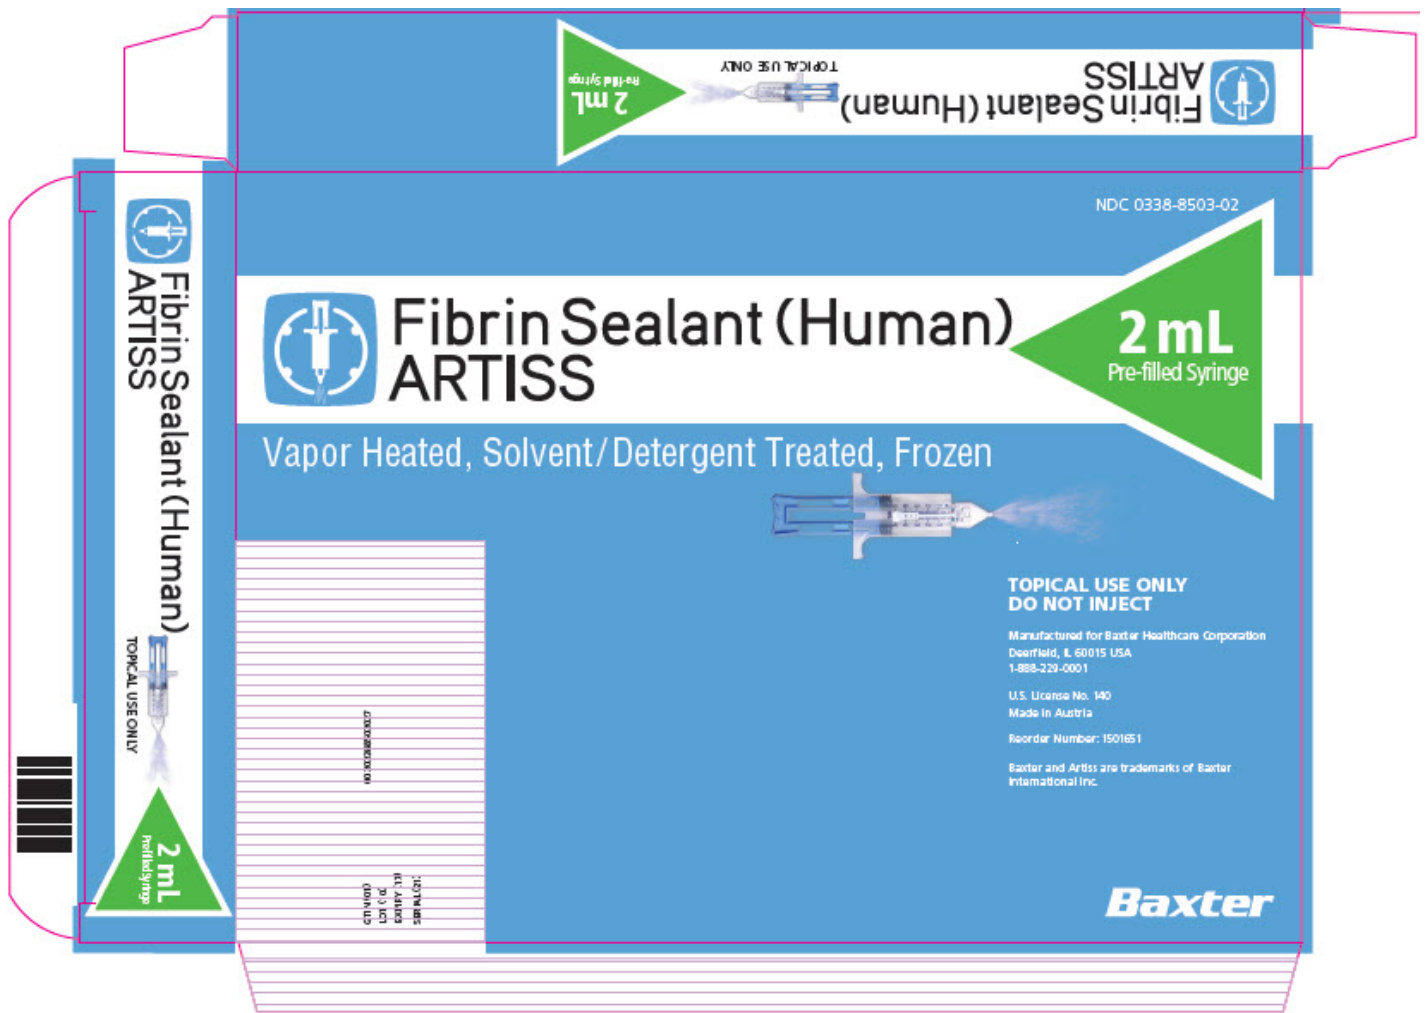 TOPICAL USE ONLY
2 mL
Pre-filled Syringe
Fibrin Sealant (Human)
ARTISS
NDC 0338-8503-02
Fibrin Sealant (Human)
ARTISS
2 mL
Pre-filled Syringe
Vapor Heated, Solvent/Detergent Treated, Frozen
TOPICAL USE ONLY
DO NOT INJECT
Manufactured for Baxter Healthcare Corporation
Deerfield, IL 60015 USA
1-888-229-0001
U.S. License No. 140
Made in Austria
Reorder Number: 1501651
Baxter and Artiss are trademarks of Baxter
International Inc.
Baxter
Fibrin Sealant (Human)
ARTISS
TOPICAL USE ONLY
2 mL
Pre-filled Syringe